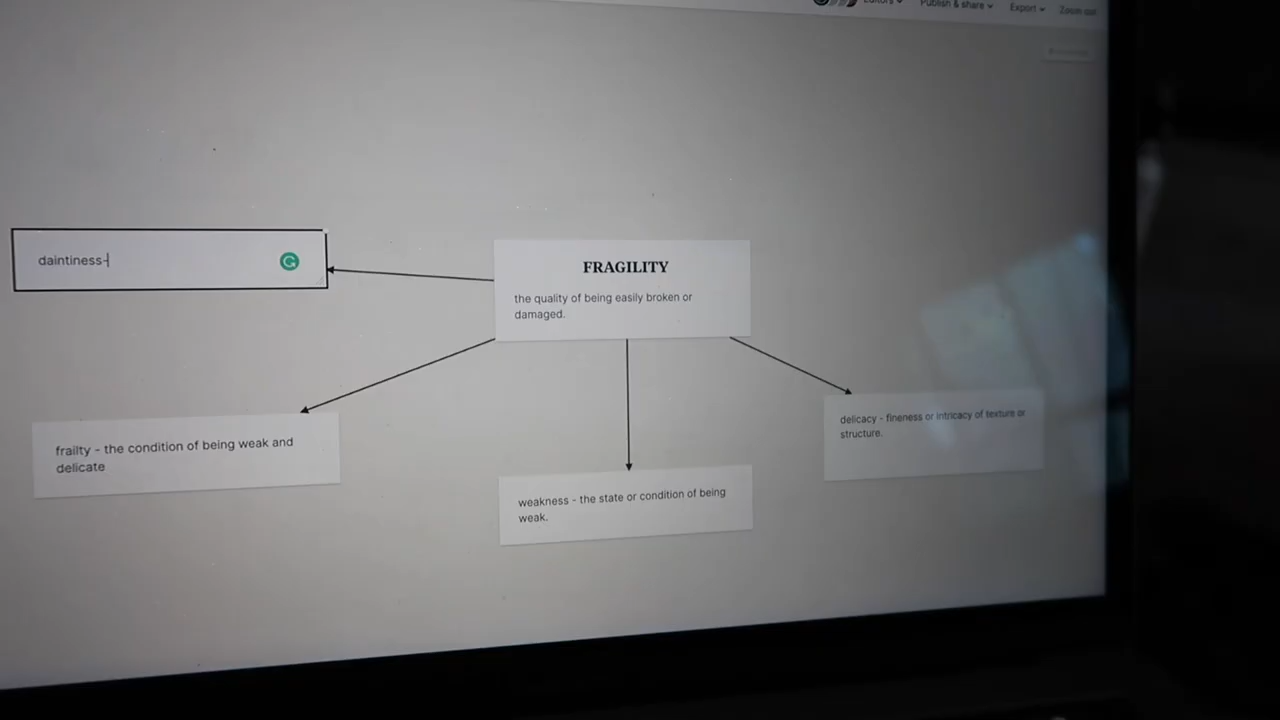 Editors
Publish & share
Export
Zoom out
daintiness-
FRAGILITY
the quality of being easily broken or
damaged.
frailty - the condition of being weak and
delicate
weakness - the state or condition of being
weak.
delicacy - fineness or intricacy of texture or
structure.